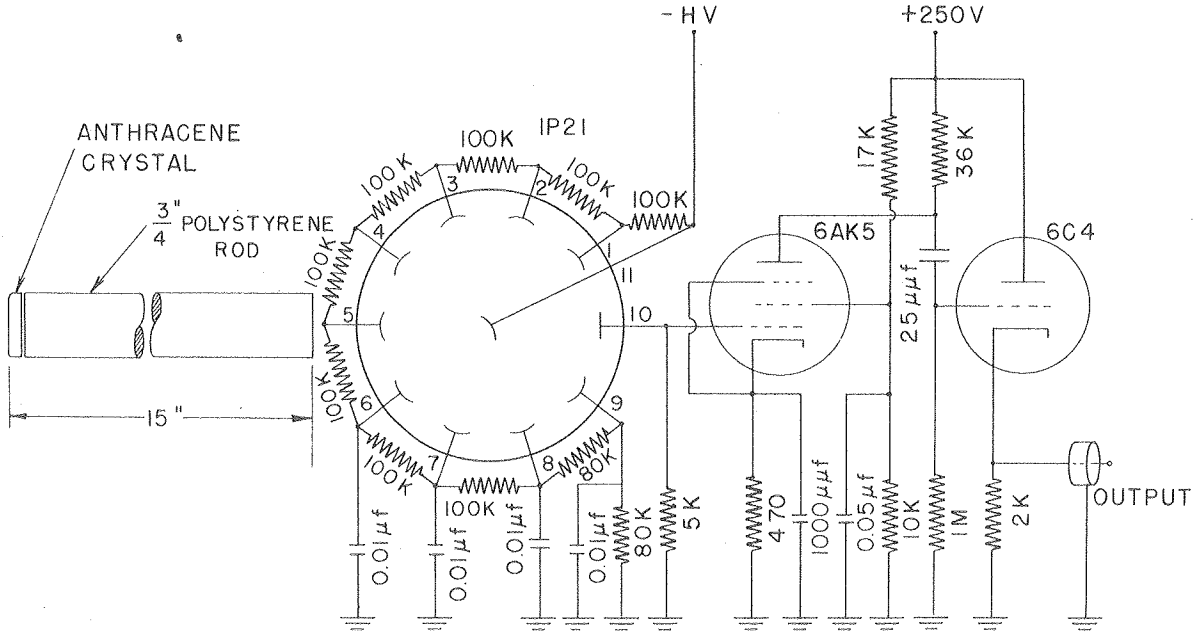 -HV
+250V
ANTHRACENE
CRYSTAL
3/4" POLYSTYRENE
ROD
15"
1P21
100K
100K
100K
100K
100K
100K
100K
100K
80K
80K
1
2
3
4
5
6
7
8
9
10
11
0.01μf
0.01μf
0.01μf
0.01μf
5K
6AK5
470
1000μμf
0.05μf
10K
17K
36K
25μμf
1M
6C4
2K
OUTPUT